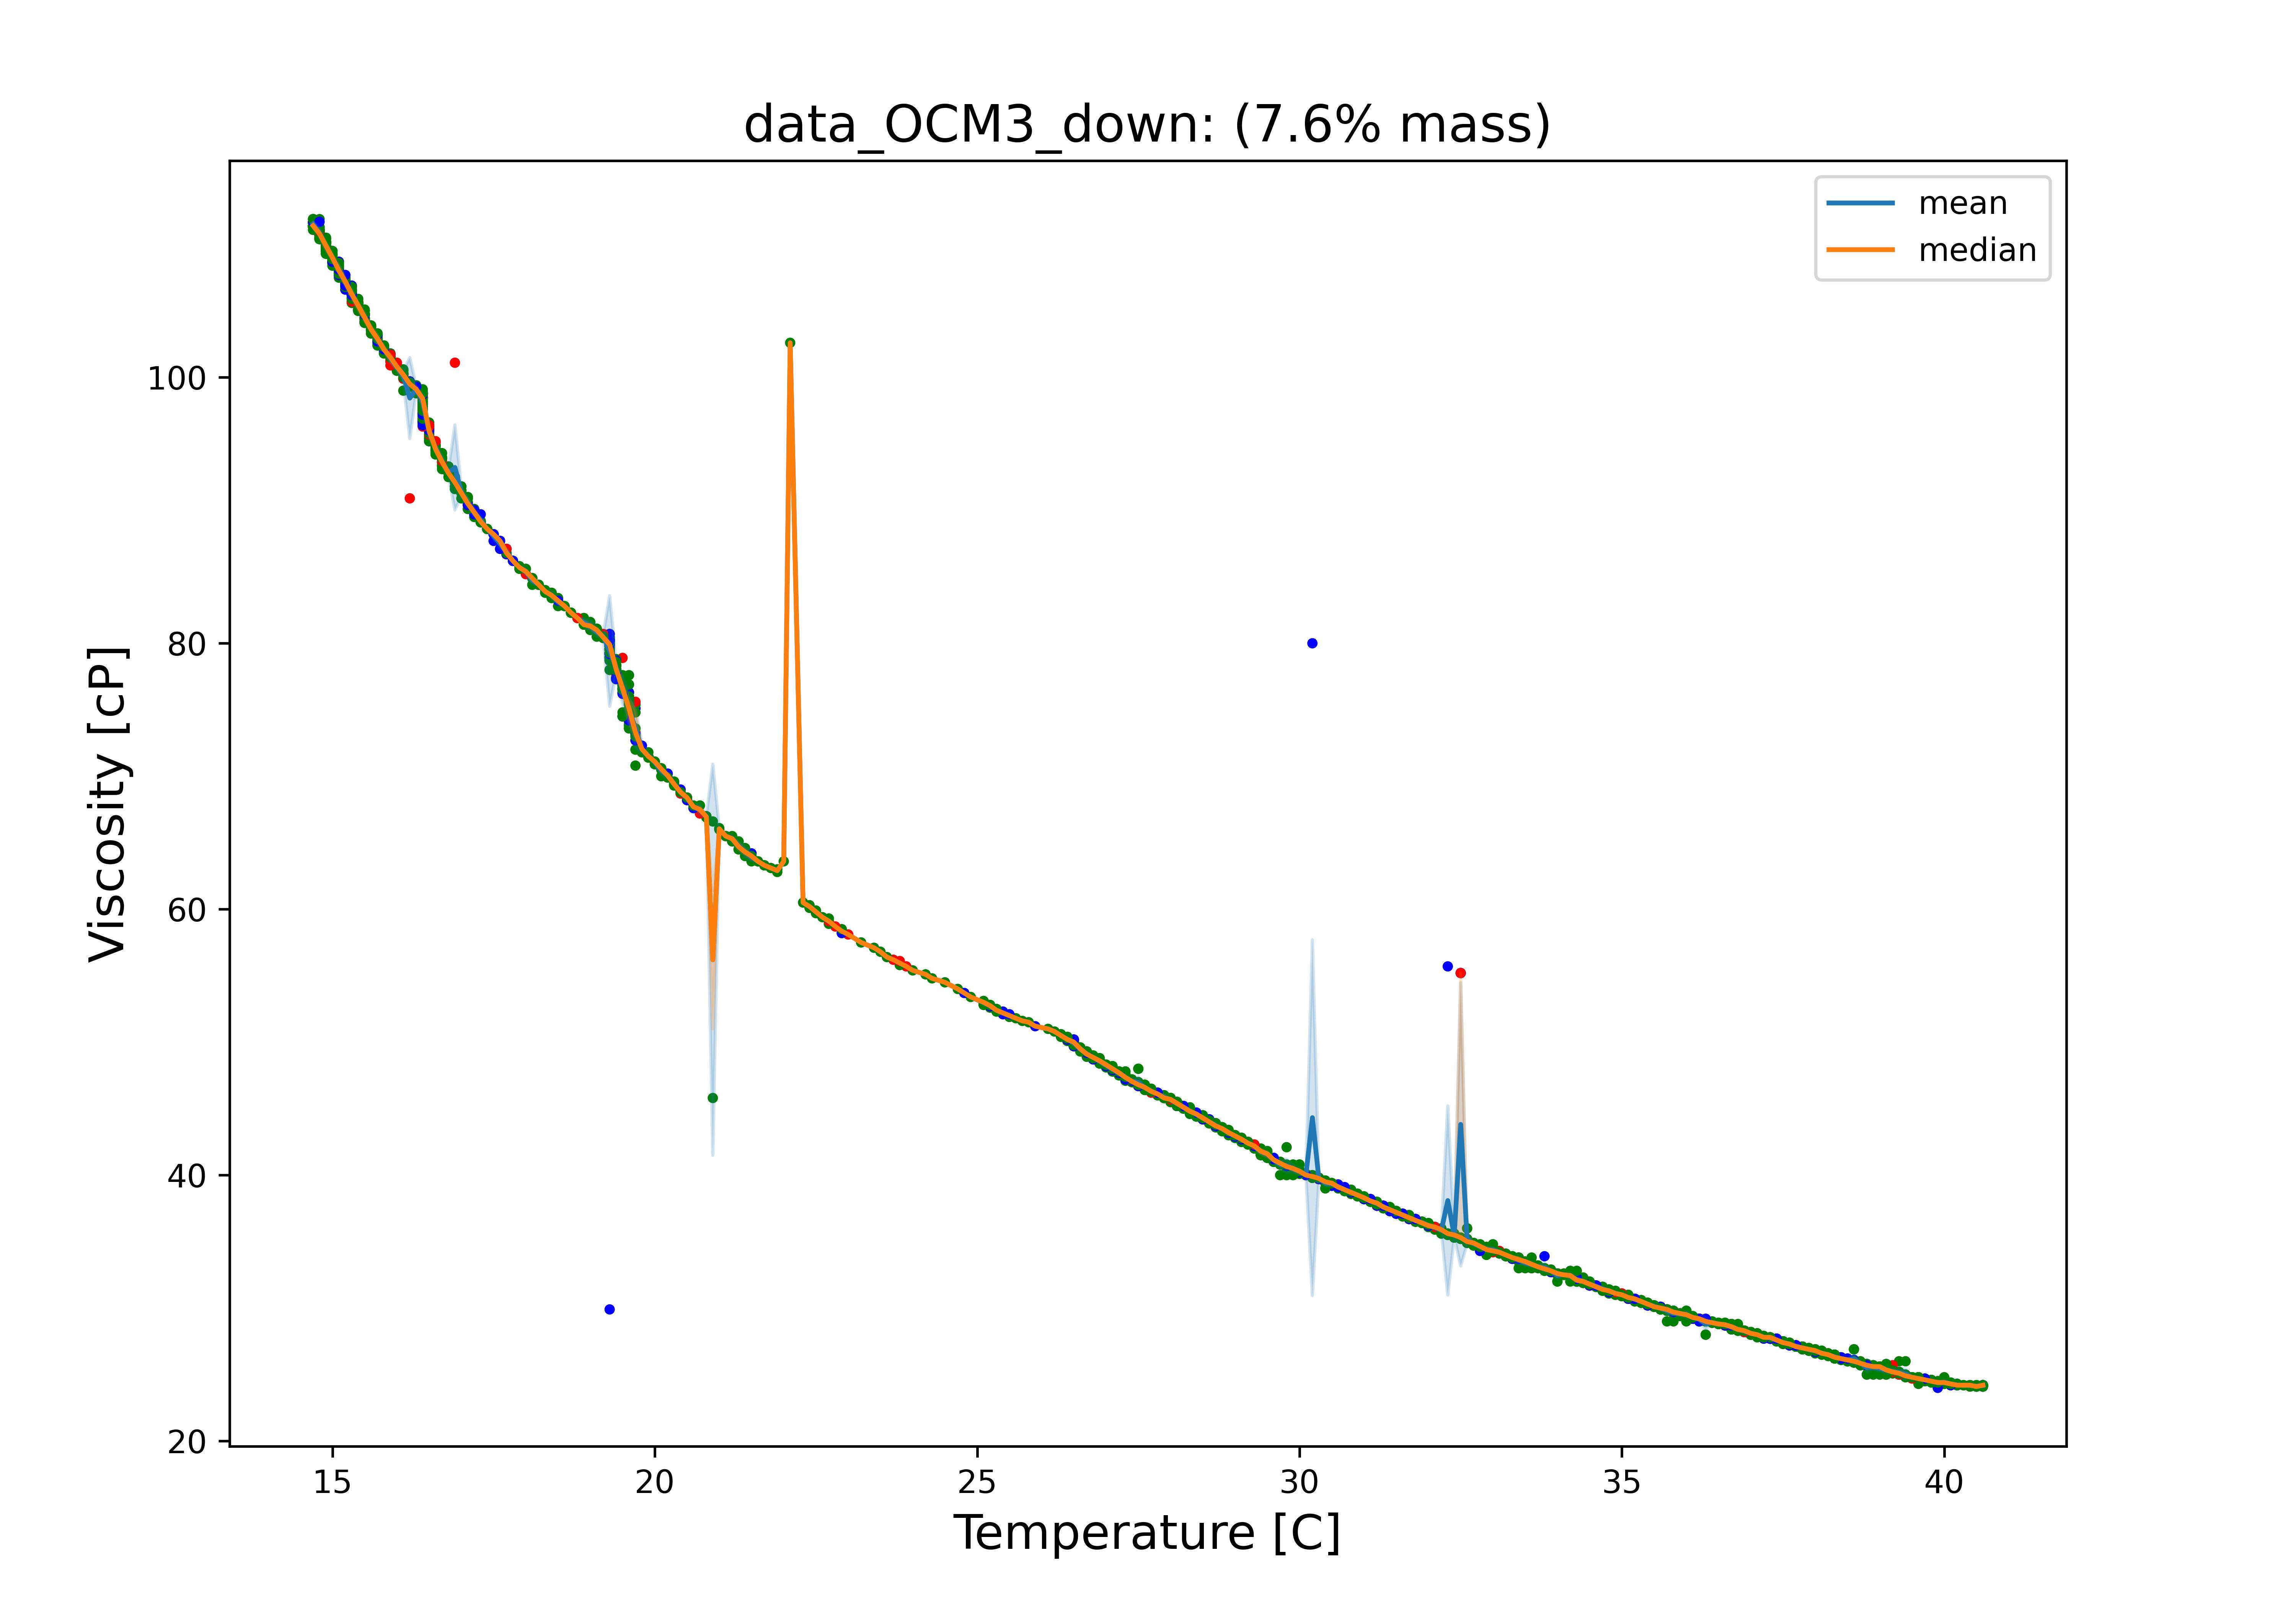 data_OCM3_down: (7.6% mass)
mean
median
100
80
60
40
20
Viscosity [cP]
15 20 25 30 35 40
Temperature [C]